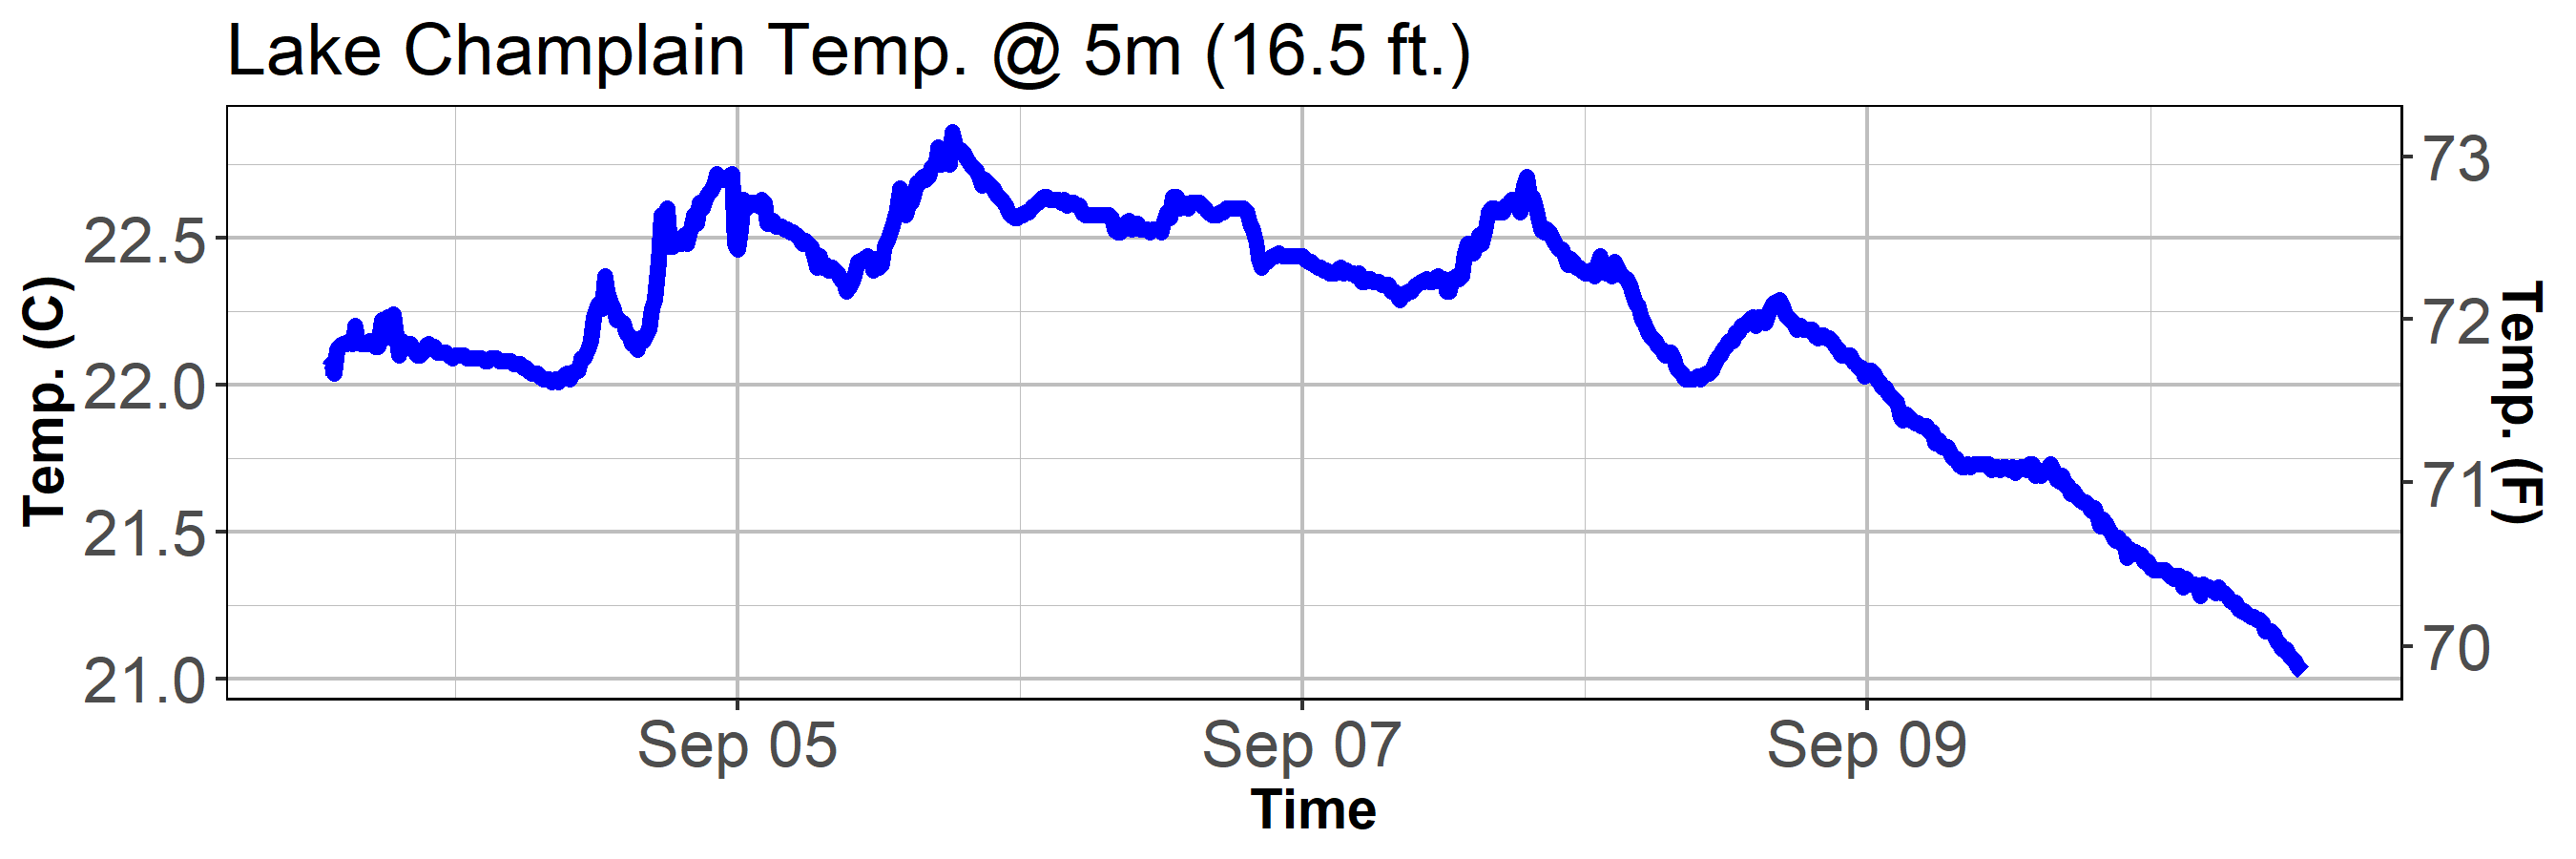 Lake Champlain Temp. @ 5m (16.5 ft.)
Temp. (C)
22.5
22.0
21.5
21.0
73
72
71
70
Temp. (F)
Sep 05 Sep 07 Sep 09
Time